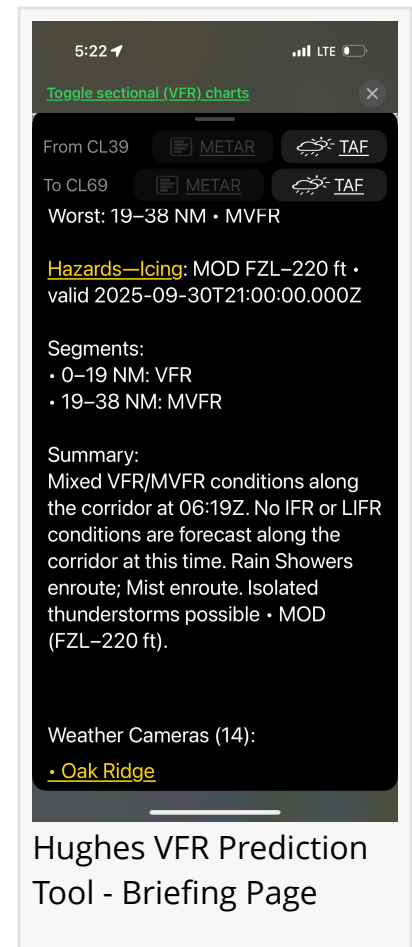 5:22
LTE
Toggle sectional (VFR) charts
From CL39 METAR TAF
To CL69 METAR TAF
Worst: 19–38 NM • MVFR
Hazards—Icing: MOD FZL–220 ft •
valid 2025-09-30T21:00:00.000Z
Segments:
• 0–19 NM: VFR
• 19–38 NM: MVFR
Summary:
Mixed VFR/MVFR conditions along
the corridor at 06:19Z. No IFR or LIFR
conditions are forecast along the
corridor at this time. Rain Showers
enroute; Mist enroute. Isolated
thunderstorms possible • MOD
(FZL–220 ft).
Weather Cameras (14):
• Oak Ridge
Hughes VFR Prediction
Tool - Briefing Page